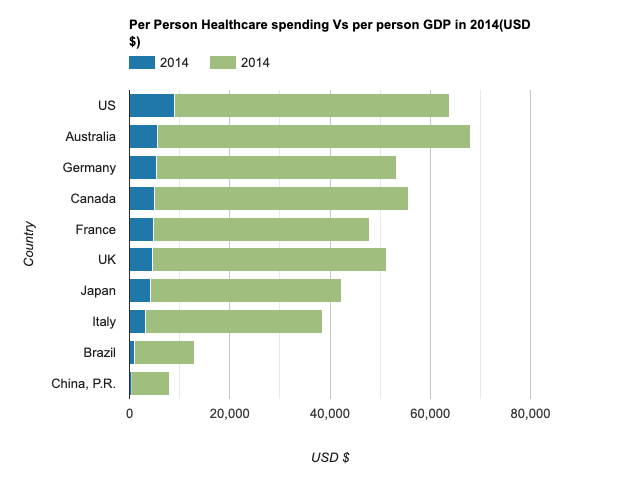 Per Person Healthcare spending Vs per person GDP in 2014(USD
$)
2014 2014
US
Australia
Germany
Canada
France
UK
Japan
Italy
Brazil
China, P.R.
Country
0 20,000 40,000 60,000 80,000
USD $